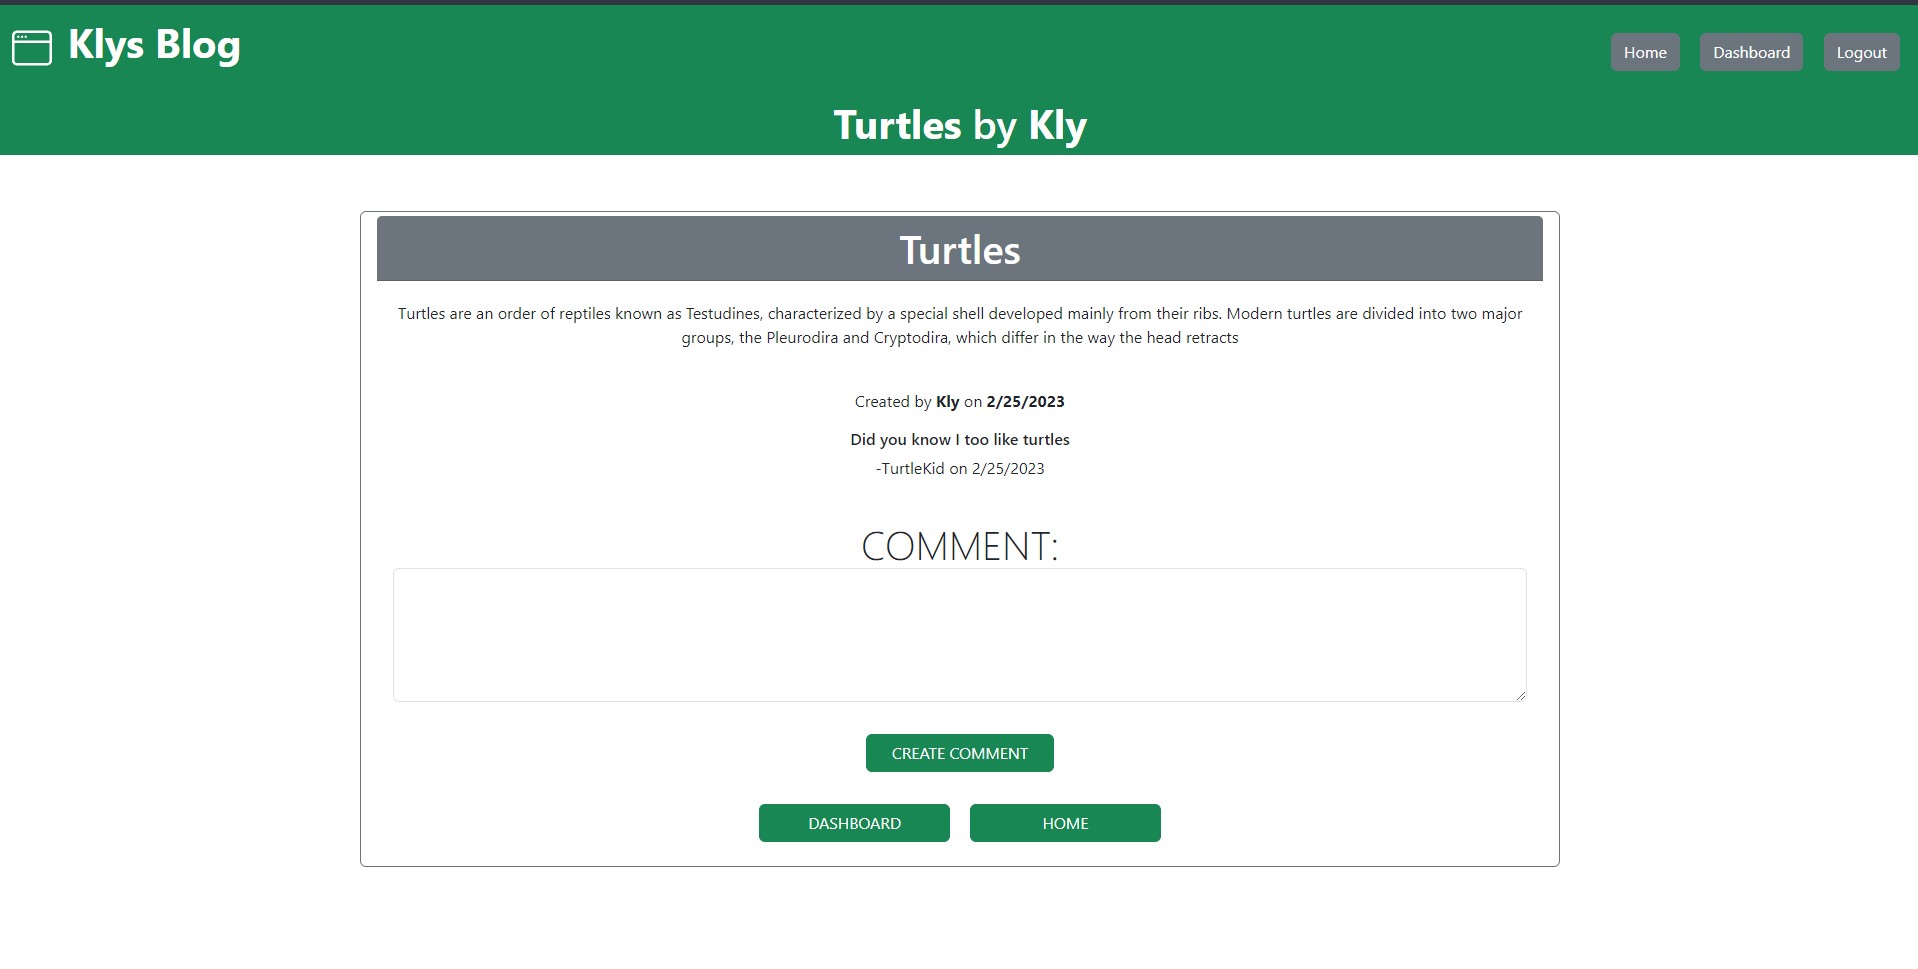 Klys Blog
Home
Dashboard
Logout
Turtles by Kly
Turtles
Turtles are an order of reptiles known as Testudines, characterized by a special shell developed mainly from their ribs. Modern turtles are divided into two major
groups, the Pleurodira and Cryptodira, which differ in the way the head retracts
Created by Kly on 2/25/2023
Did you know I too like turtles
-TurtleKid on 2/25/2023
COMMENT:
CREATE COMMENT
DASHBOARD
HOME